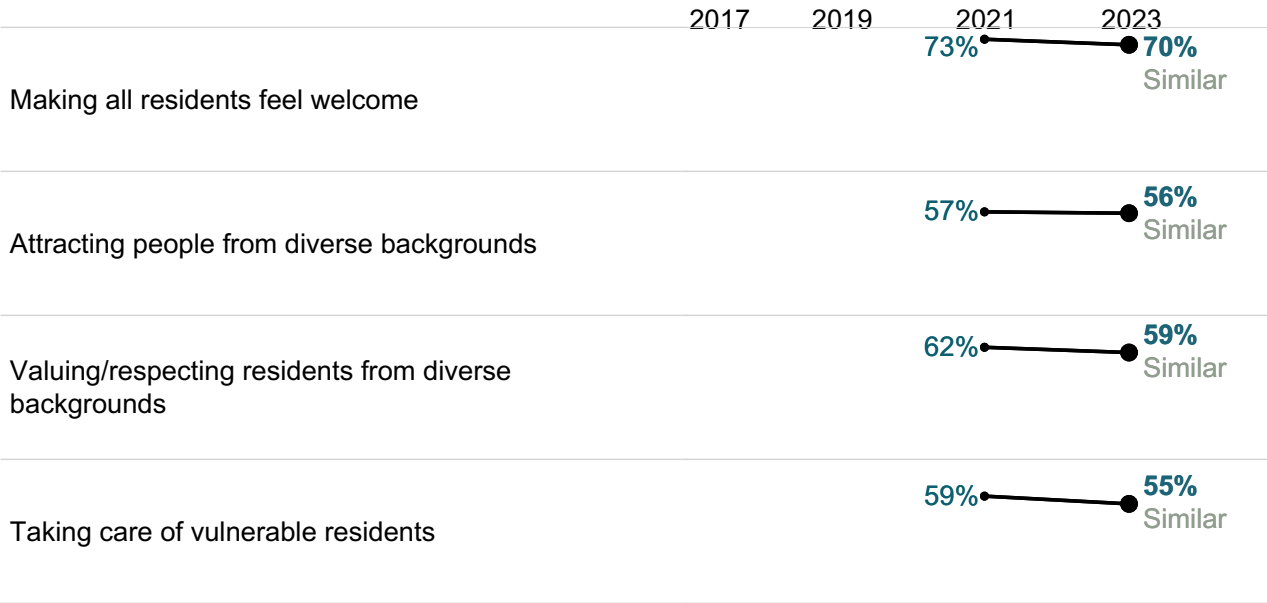 2017 2019 2021 2023
73% 70%
Similar
Making all residents feel welcome
57% 56%
Similar
Attracting people from diverse backgrounds
62% 59%
Similar
Valuing/respecting residents from diverse
backgrounds
59% 55%
Similar
Taking care of vulnerable residents